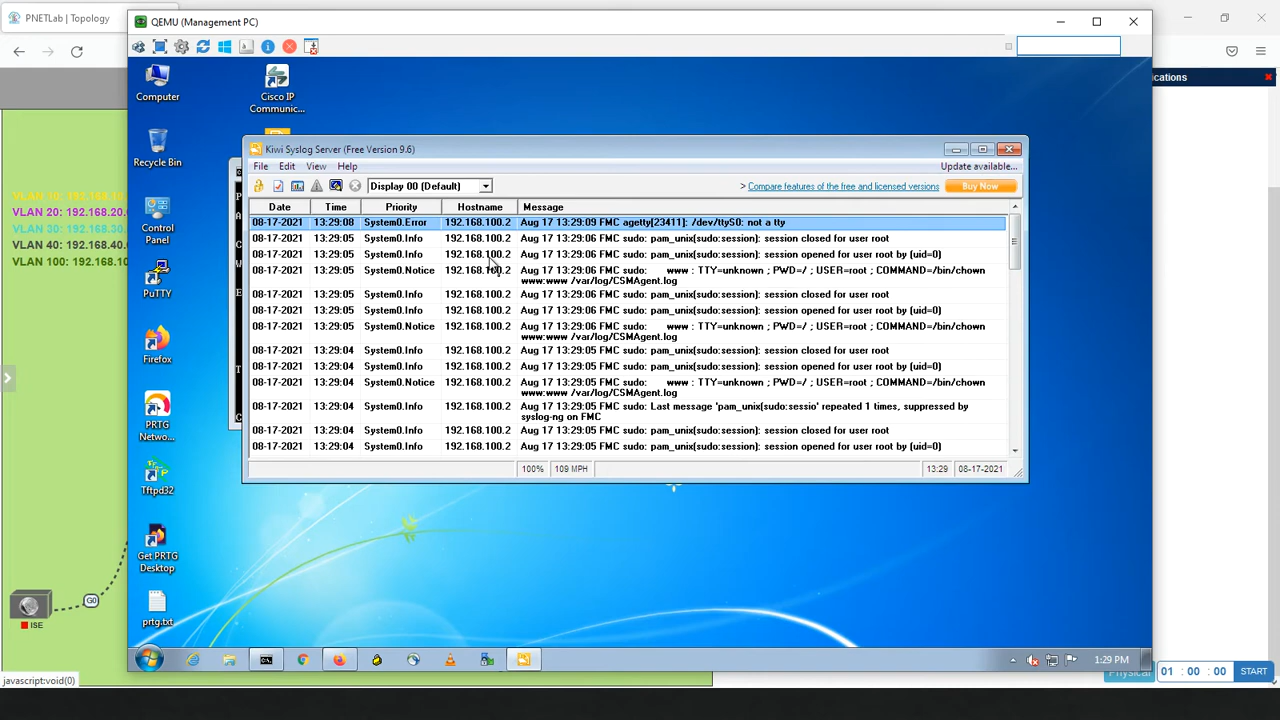 PNETLab | Topology
QEMU (Management PC)
ications
Computer
Cisco IP
Communic...
Recycle Bin
Control
Panel
PuTTY
Firefox
PRTG
Netwo...
Tftpd32
Get PRTG
Desktop
prtg.txt
VLAN 20: 192.168.20.
VLAN 40: 192.168.40.
VLAN 100: 192.168.10
G0
ISE
Kiwi Syslog Server (Free Version 9.6)
File Edit View Help Update available...
Display 00 (Default) > Compare features of the free and licensed versions Buy Now
Date Time Priority Hostname Message
08-17-2021 13:29:08 System0.Error 192.168.100.2 Aug 17 13:29:09 FMC agetty[23411]: /dev/ttyS0: not a tty
08-17-2021 13:29:05 System0.Info 192.168.100.2 Aug 17 13:29:06 FMC sudo: pam_unix(sudo:session): session closed for user root
08-17-2021 13:29:05 System0.Info 192.168.100.2 Aug 17 13:29:06 FMC sudo: pam_unix(sudo:session): session opened for user root by (uid=0)
08-17-2021 13:29:05 System0.Notice 192.168.100.2 Aug 17 13:29:06 FMC sudo: www : TTY=unknown ; PWD=/ ; USER=root ; COMMAND=/bin/chown
www:www /var/log/CSMAgent.log
08-17-2021 13:29:05 System0.Info 192.168.100.2 Aug 17 13:29:06 FMC sudo: pam_unix(sudo:session): session closed for user root
08-17-2021 13:29:05 System0.Info 192.168.100.2 Aug 17 13:29:06 FMC sudo: pam_unix(sudo:session): session opened for user root by (uid=0)
08-17-2021 13:29:05 System0.Notice 192.168.100.2 Aug 17 13:29:06 FMC sudo: www : TTY=unknown ; PWD=/ ; USER=root ; COMMAND=/bin/chown
www:www /var/log/CSMAgent.log
08-17-2021 13:29:04 System0.Info 192.168.100.2 Aug 17 13:29:05 FMC sudo: pam_unix(sudo:session): session closed for user root
08-17-2021 13:29:04 System0.Info 192.168.100.2 Aug 17 13:29:05 FMC sudo: pam_unix(sudo:session): session opened for user root by (uid=0)
08-17-2021 13:29:04 System0.Notice 192.168.100.2 Aug 17 13:29:05 FMC sudo: www : TTY=unknown ; PWD=/ ; USER=root ; COMMAND=/bin/chown
www:www /var/log/CSMAgent.log
08-17-2021 13:29:04 System0.Info 192.168.100.2 Aug 17 13:29:05 FMC sudo: Last message 'pam_unix(sudo:sessio' repeated 1 times, suppressed by
syslog-ng on FMC
08-17-2021 13:29:04 System0.Info 192.168.100.2 Aug 17 13:29:05 FMC sudo: pam_unix(sudo:session): session closed for user root
08-17-2021 13:29:04 System0.Info 192.168.100.2 Aug 17 13:29:05 FMC sudo: pam_unix(sudo:session): session opened for user root by (uid=0)
100% 109 MPH 13:29 08-17-2021
1:29 PM
javascript:void(0)
Physical 01 : 00 : 00 START